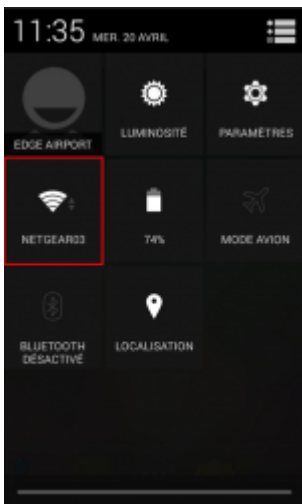 11:35 MER. 20 AVRIL
EDGE AIRPORT
LUMINOSITÉ
PARAMÈTRES
NETGEAR03
74%
MODE AVION
BLUETOOTH
DÉSACTIVÉ
LOCALISATION